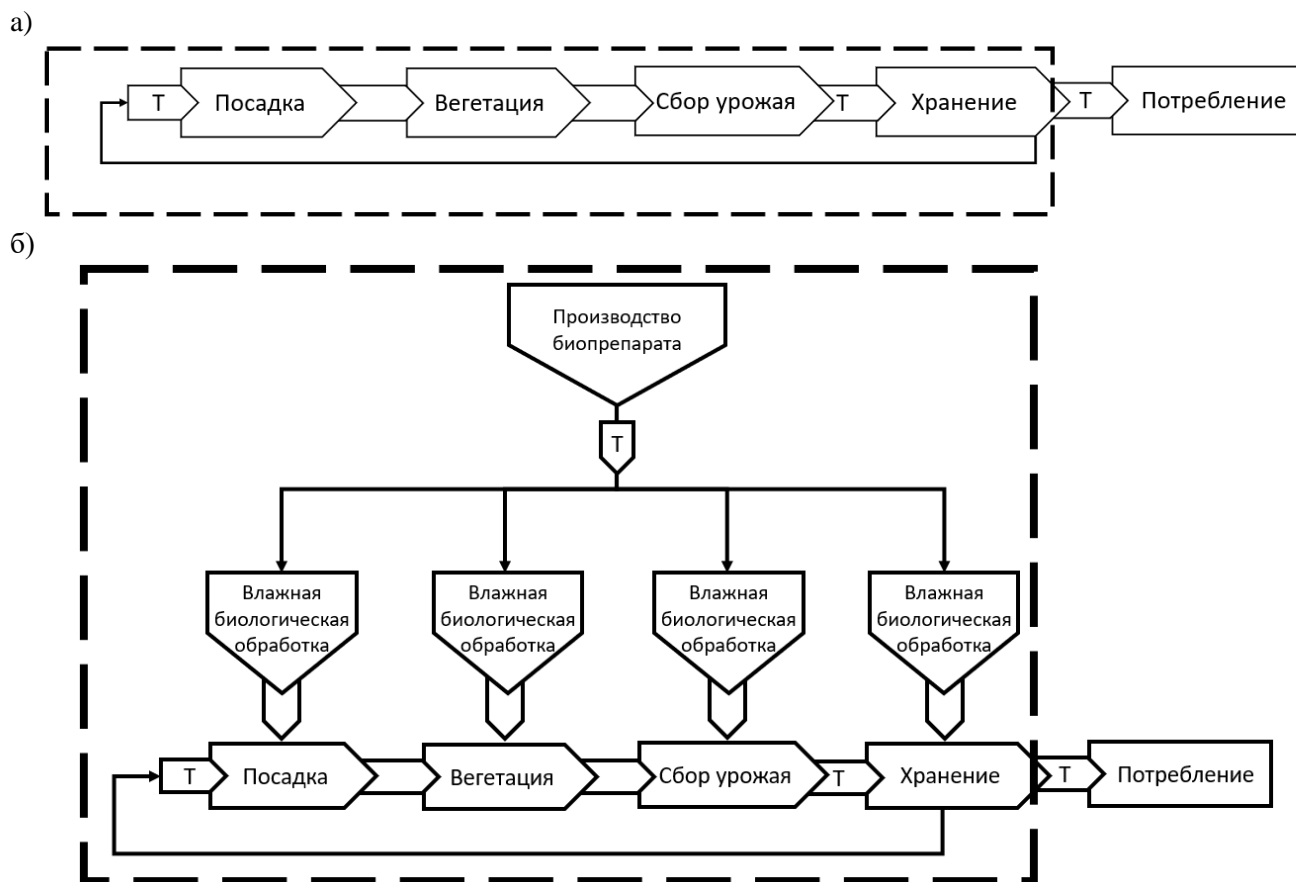 а)
Т Посадка Вегетация Сбор урожая Т Хранение Т Потребление
б)
Производство
биопрепарата
Т
Влажная
биологическая
обработка
Влажная
биологическая
обработка
Влажная
биологическая
обработка
Влажная
биологическая
обработка
Т Посадка Вегетация Сбор урожая Т Хранение Т Потребление